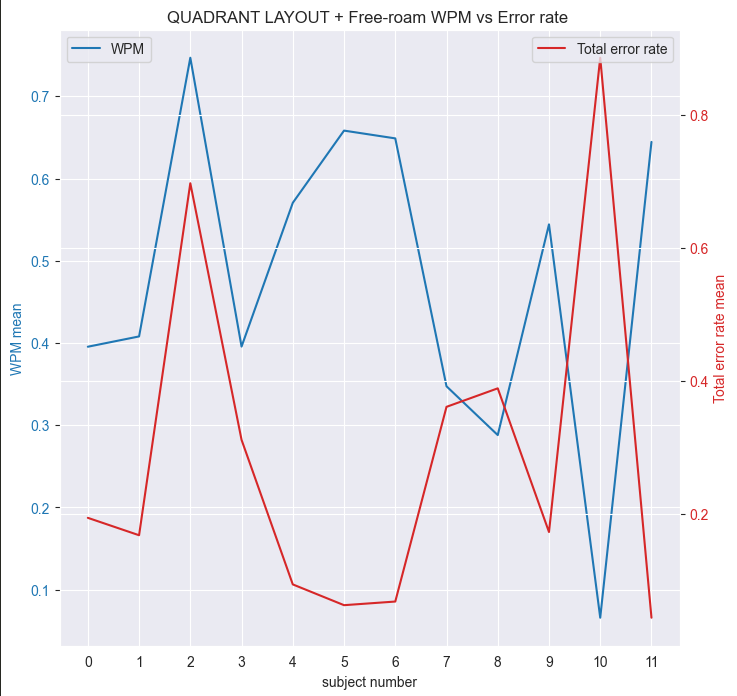 QUADRANT LAYOUT + Free-roam WPM vs Error rate
WPM
Total error rate
0.7
0.6
0.5
0.4
0.3
0.2
0.1
WPM mean
0.8
0.6
0.4
0.2
Total error rate mean
0 1 2 3 4 5 6 7 8 9 10 11
subject number